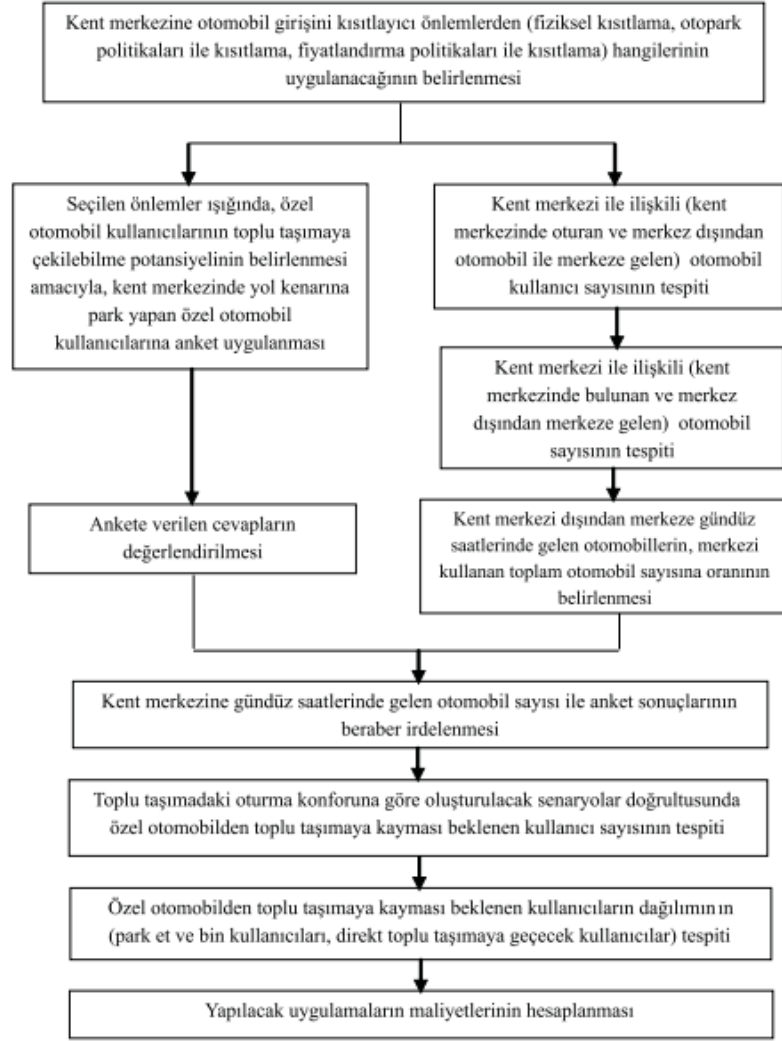 Kent merkezine otomobil girişini kısıtlayıcı önlemlerden (fiziksel kısıtlama, otopark
politikaları ile kısıtlama, fiyatlandırma politikaları ile kısıtlama) hangilerinin
uygulanacağının belirlenmesi
Seçilen önlemler ışığında, özel
otomobil kullanıcılarının toplu taşımaya
çekilebilme potansiyelinin belirlenmesi
amacıyla, kent merkezinde yol kenarına
park yapan özel otomobil
kullanıcılarına anket uygulanması
Ankete verilen cevapların
değerlendirilmesi
Kent merkezi ile ilişkili (kent
merkezinde oturan ve merkez dışından
otomobil ile merkeze gelen) otomobil
kullanıcı sayısının tespiti
Kent merkezi ile ilişkili (kent
merkezinde bulunan ve merkez
dışından merkeze gelen) otomobil
sayısının tespiti
Kent merkezi dışından merkeze gündüz
saatlerinde gelen otomobillerin, merkezi
kullanan toplam otomobil sayısına oranının
belirlenmesi
Kent merkezine gündüz saatlerinde gelen otomobil sayısı ile anket sonuçlarının
beraber irdelenmesi
Toplu taşımadaki oturma konforuna göre oluşturulacak senaryolar doğrultusunda
özel otomobilden toplu taşımaya kayması beklenen kullanıcı sayısının tespiti
Özel otomobilden toplu taşımaya kayması beklenen kullanıcıların dağılımının
(park et ve bin kullanıcıları, direkt toplu taşımaya geçecek kullanıcılar) tespiti
Yapılacak uygulamaların maliyetlerinin hesaplanması